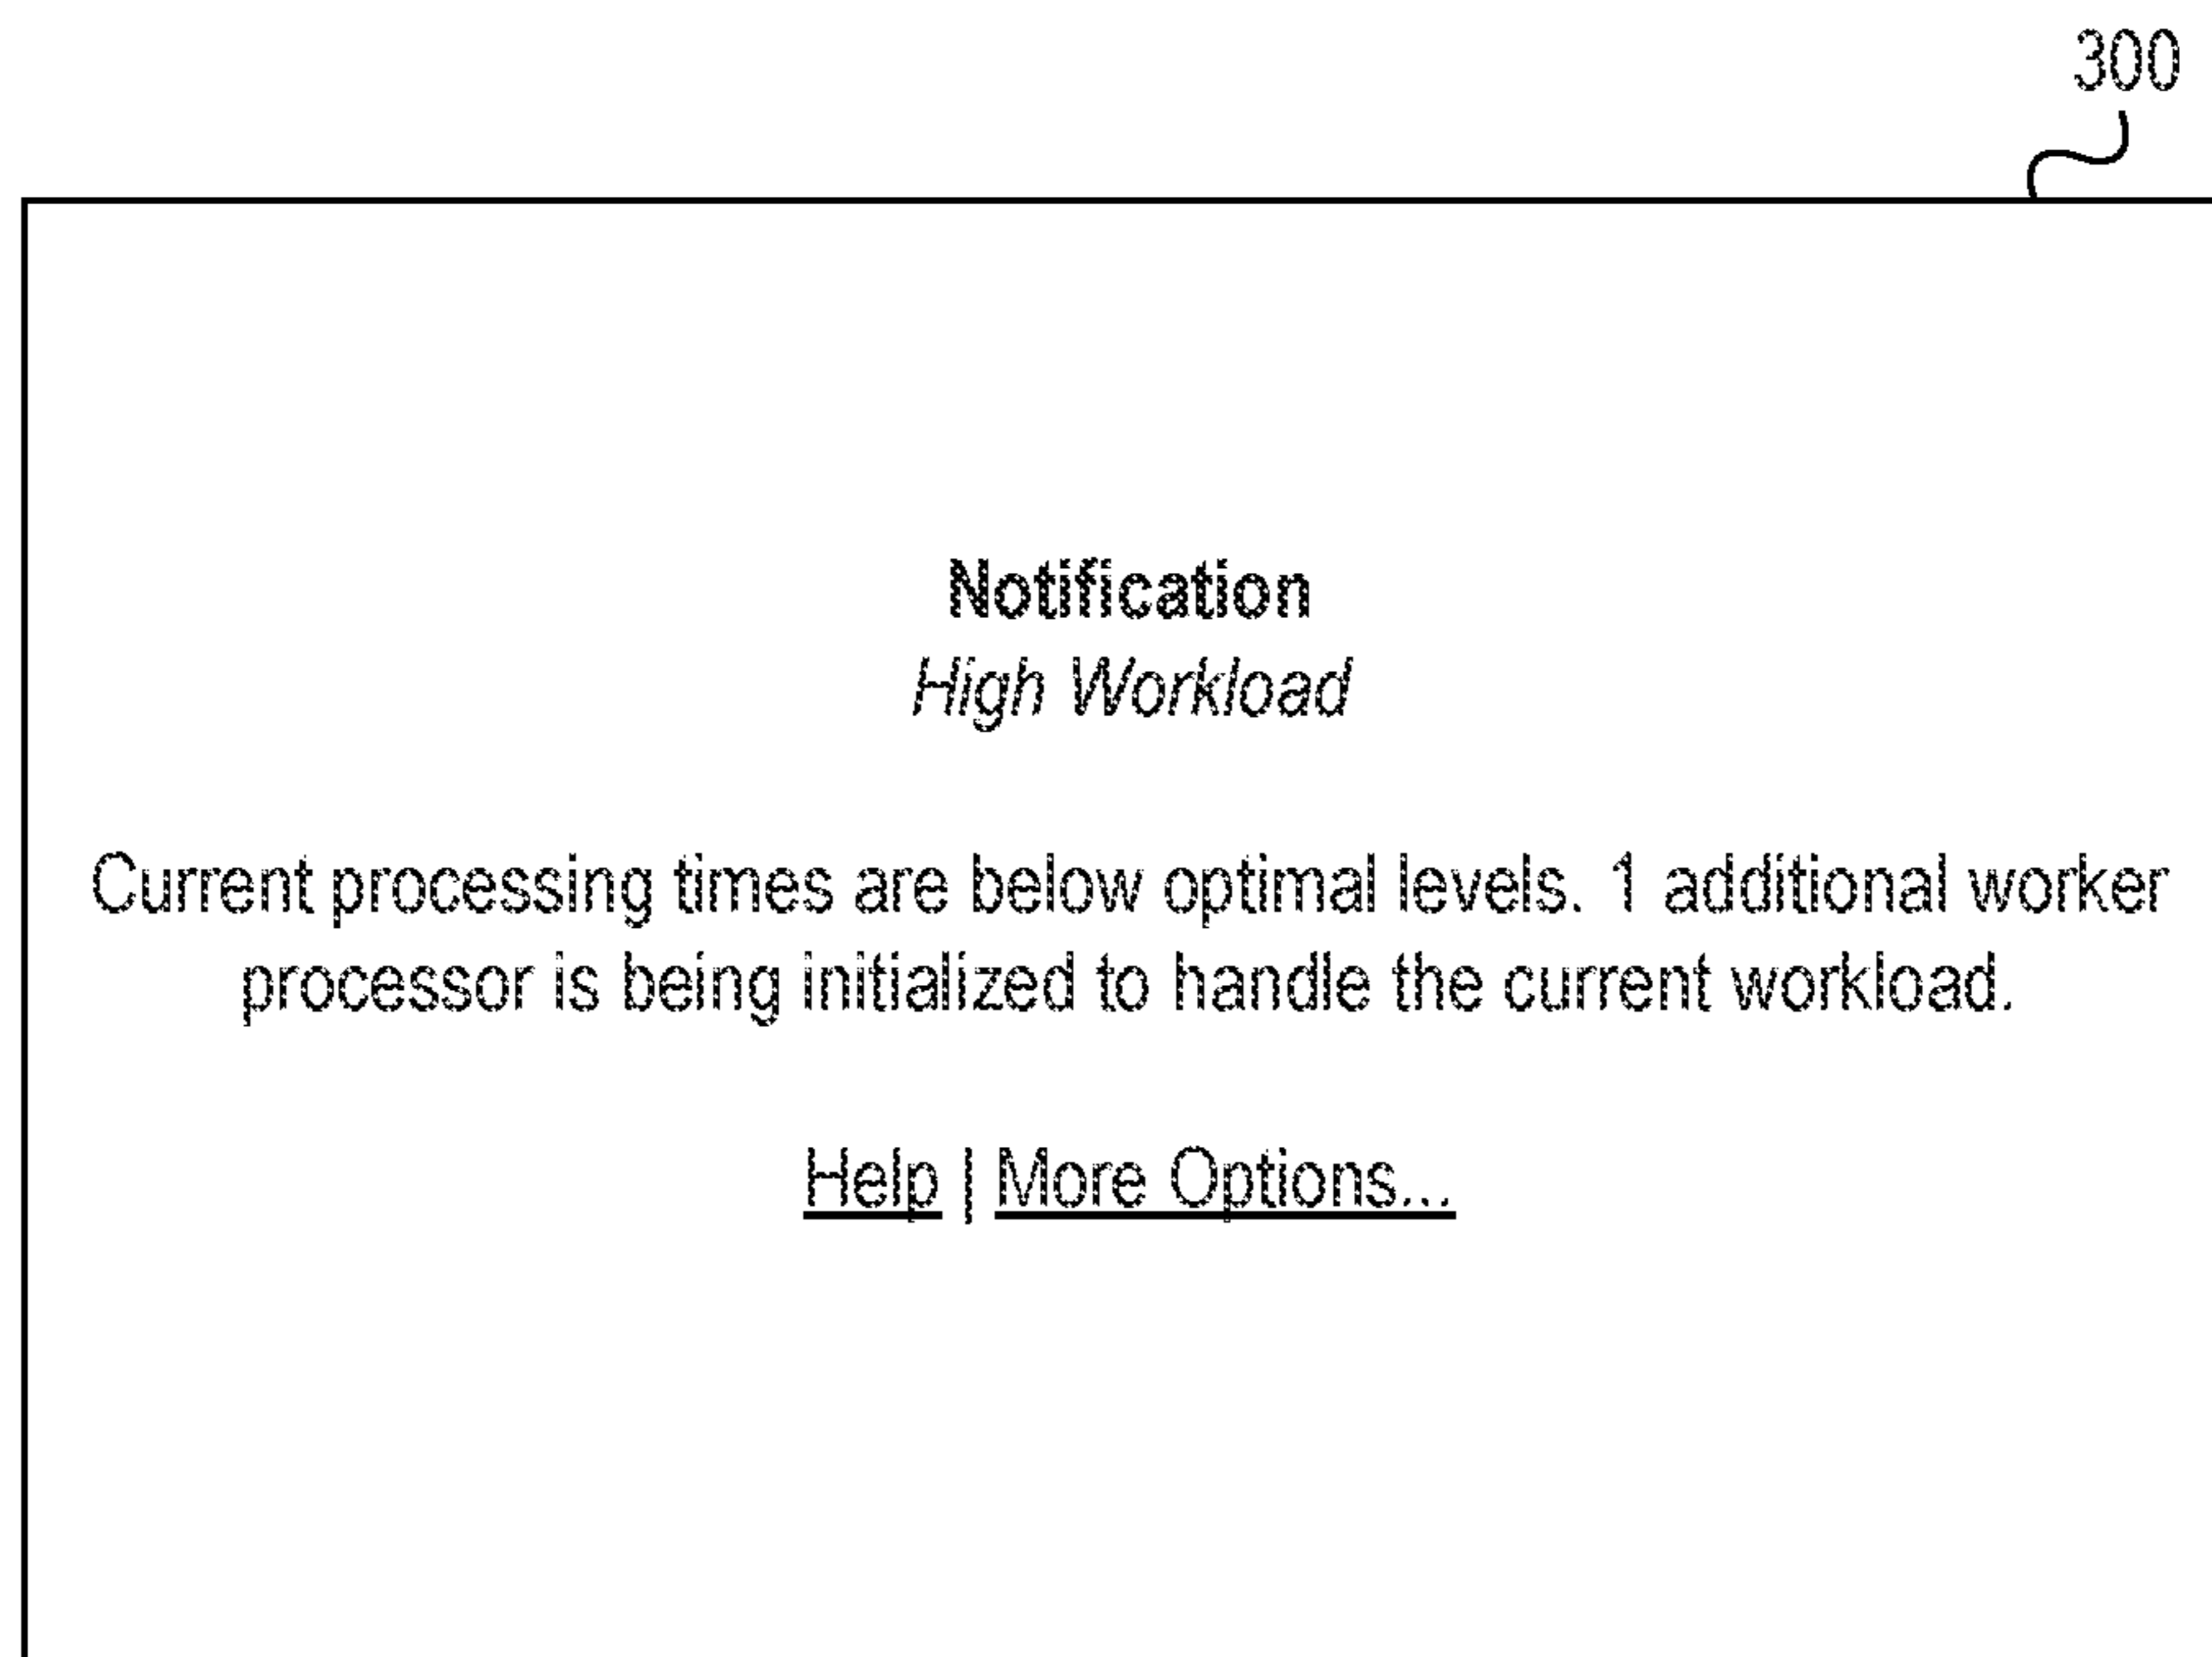 300
Notification
High Workload
Current processing times are below optimal levels. 1 additional worker
processor is being initialized to handle the current workload.
Help | More Options...